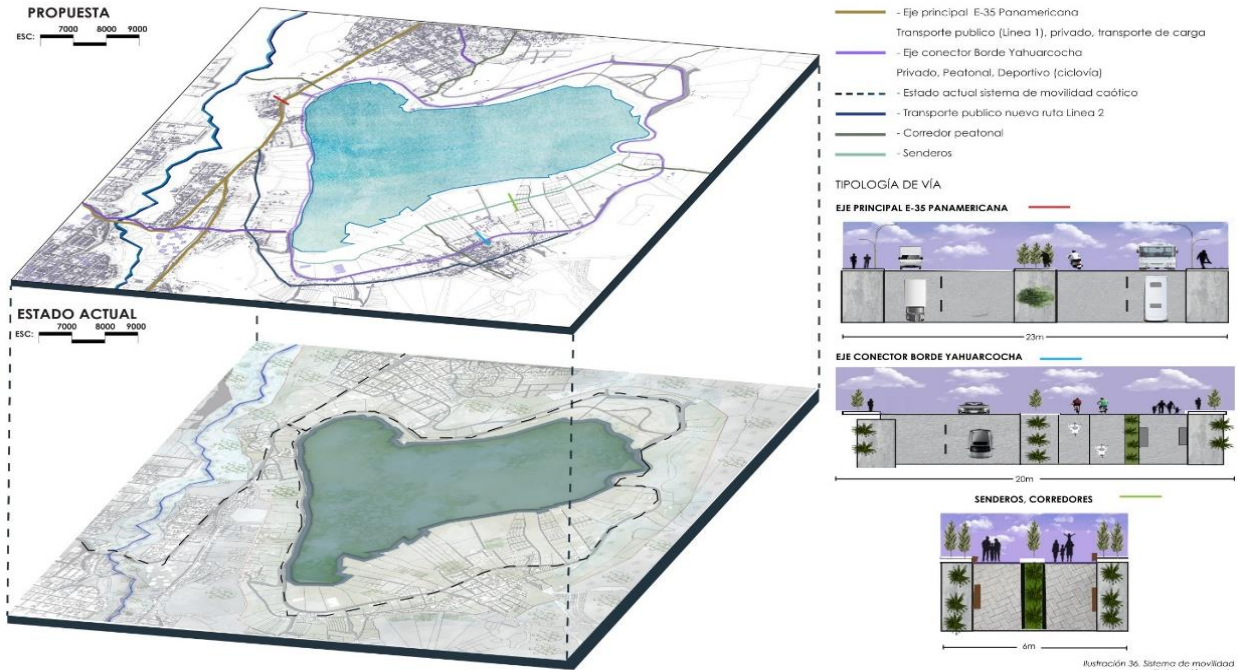 PROPUESTA
ESC: 7000 8000 9000
ESTADO ACTUAL
ESC: 7000 8000 9000
- Eje principal E-35 Panamericana
Transporte publico (Linea 1), privado, transporte de carga
- Eje conector Borde Yahuarcocha
Privado, Peatonal, Deportivo (ciclovía)
- Estado actual sistema de movilidad caótico
- Transporte publico nueva ruta Linea 2
- Corredor peatonal
- Senderos
TIPOLOGÍA DE VÍA
EJE PRINCIPAL E-35 PANAMERICANA
23m
EJE CONECTOR BORDE YAHUARCOCHA
20m
SENDEROS, CORREDORES
6m
Ilustración 36. Sistema de movilidad